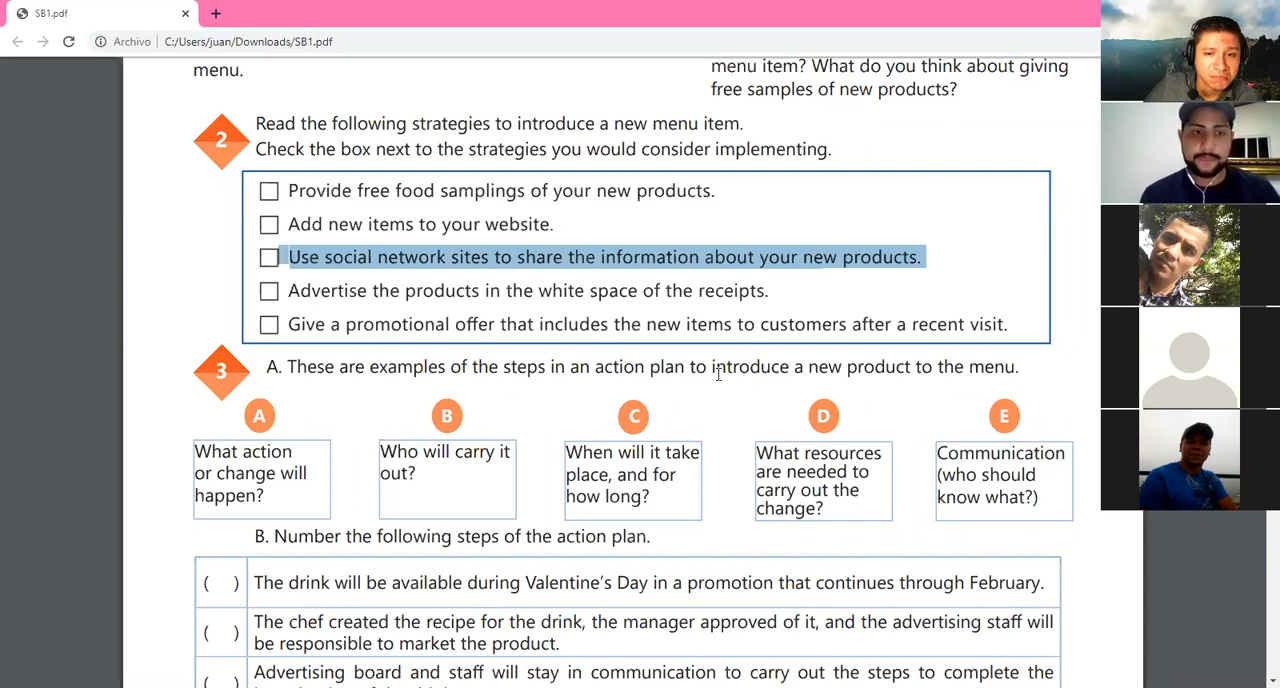 SB1.pdf
Archivo
C:/Users/juan/Downloads/SB1.pdf
menu.
menu item? What do you think about giving
free samples of new products?
2
Read the following strategies to introduce a new menu item.
Check the box next to the strategies you would consider implementing.
Provide free food samplings of your new products.
Add new items to your website.
Use social network sites to share the information about your new products.
Advertise the products in the white space of the receipts.
Give a promotional offer that includes the new items to customers after a recent visit.
3
A. These are examples of the steps in an action plan to introduce a new product to the menu.
A
What action
or change will
happen?
B
Who will carry it
out?
C
When will it take
place, and for
how long?
D
What resources
are needed to
carry out the
change?
E
Communication
(who should
know what?)
B. Number the following steps of the action plan.
( ) The drink will be available during Valentine's Day in a promotion that continues through February.
( ) The chef created the recipe for the drink, the manager approved of it, and the advertising staff will
be responsible to market the product.
( ) Advertising board and staff will stay in communication to carry out the steps to complete the